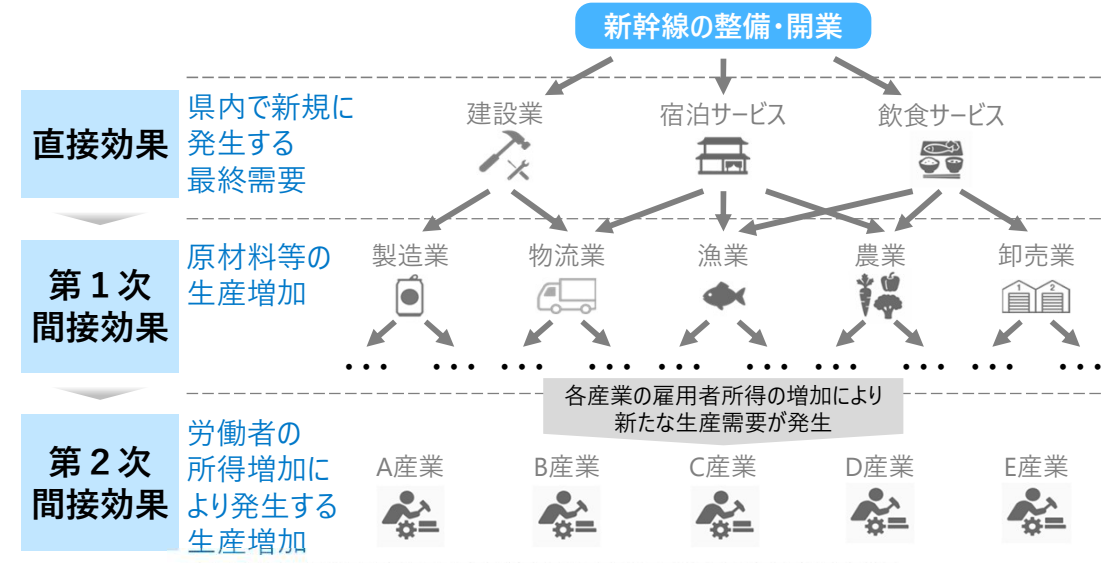 新幹線の整備・開業
直接効果
県内で新規に
発生する
最終需要
建設業
宿泊サービス
飲食サービス
第1次
間接効果
原材料等の
生産増加
製造業
物流業
漁業
農業
卸売業
1 2
・・・ ・・・ ・・・ ・・・ ・・・ ・・・ ・・・ ・・・ ・・・ ・・・
各産業の雇用者所得の増加により
新たな生産需要が発生
第2次
間接効果
労働者の
所得増加に
より発生する
生産増加
A産業
B産業
C産業
D産業
E産業